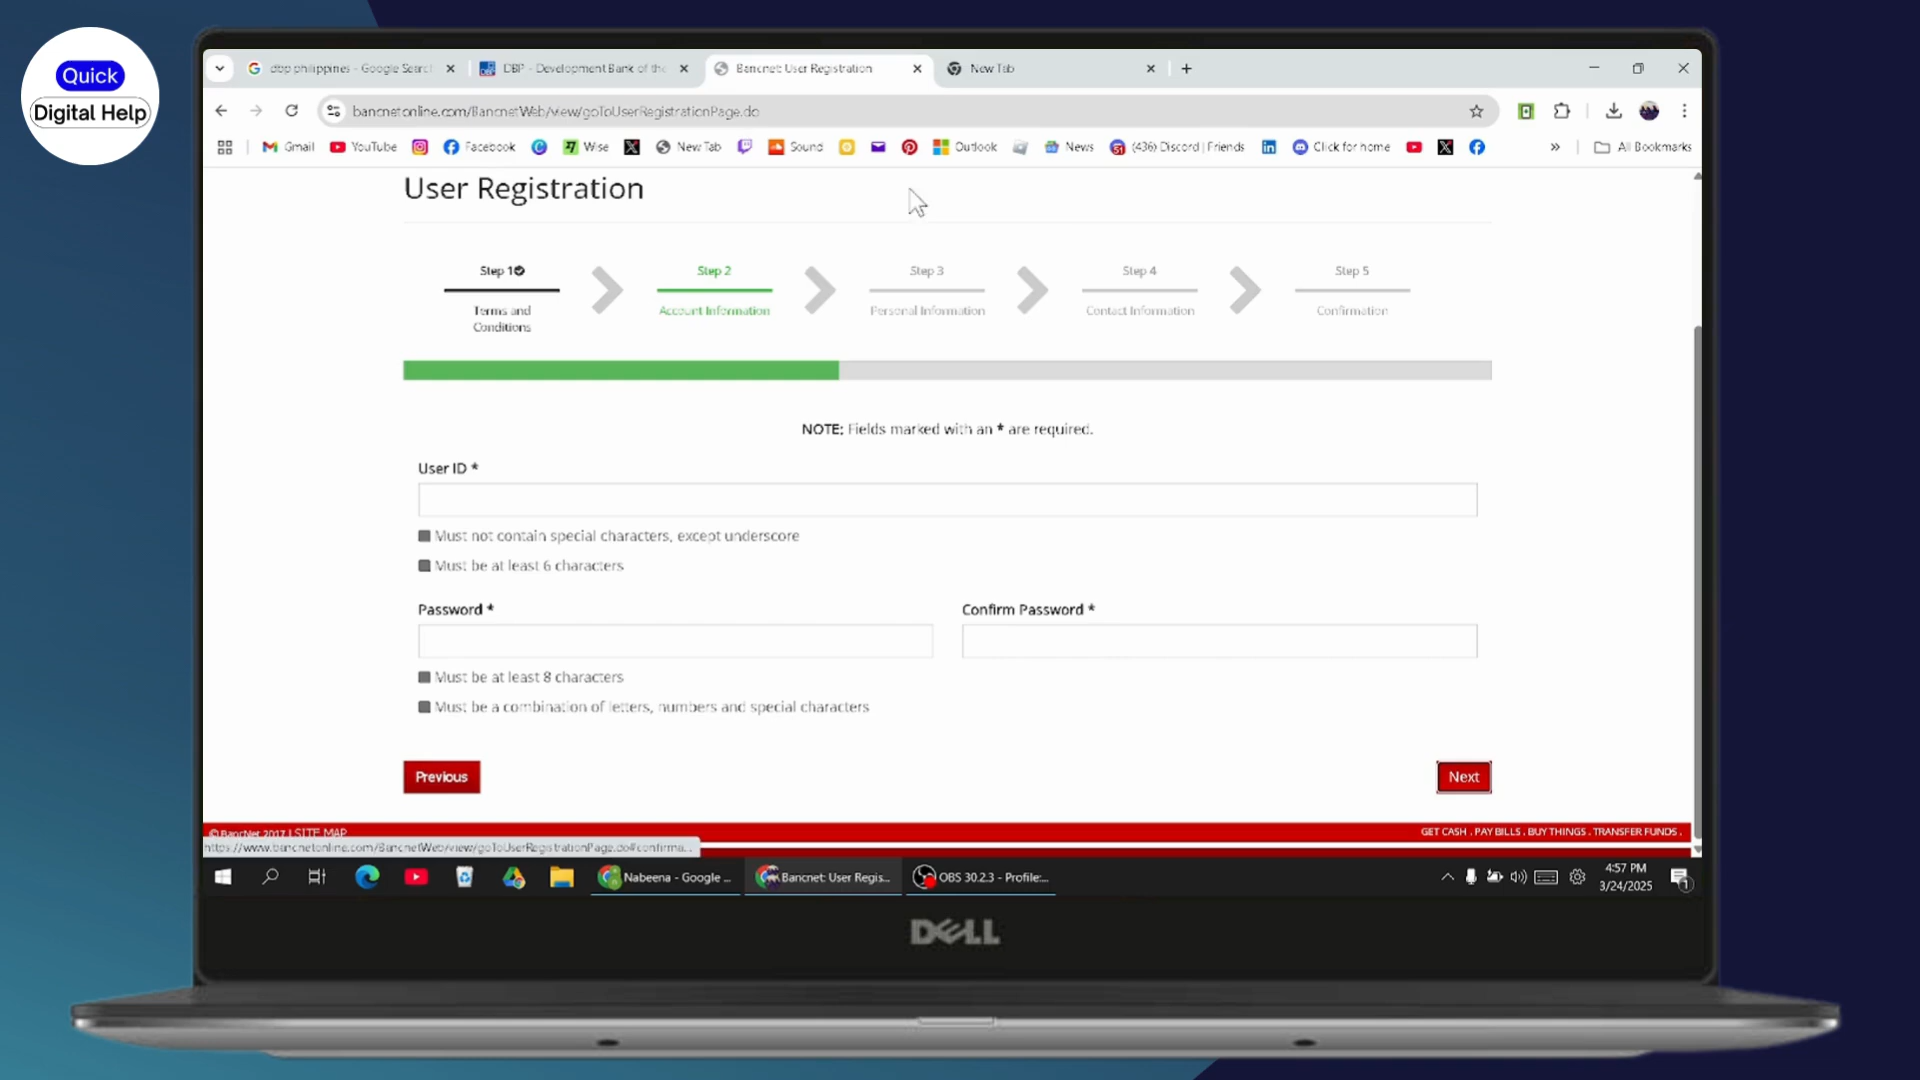 Quick
Digital Help
dbp philippines - Google Search
DBP - Development Bank of the
Bancnet: User Registration
New Tab
bancnetonline.com/BancnetWeb/view/goToUserRegistrationPage.do
Gmail
YouTube
Facebook
Wise
New Tab
Sound
Outlook
News
(436) Discord | Friends
Click for home
»
All Bookmarks
User Registration
Step 1
Step 2
Step 3
Step 4
Step 5
Terms and
Conditions
Account Information
Personal Information
Contact Information
Confirmation
NOTE: Fields marked with an * are required.
User ID *
Must not contain special characters, except underscore
Must be at least 6 characters
Password *
Confirm Password *
Must be at least 8 characters
Must be a combination of letters, numbers and special characters
Previous
Next
© BancNet 2017 | SITE MAP
GET CASH . PAY BILLS . BUY THINGS . TRANSFER FUNDS .
https://www.bancnetonline.com/BancnetWeb/view/goToUserRegistrationPage.do#confirma...
Nabeena - Google ...
Bancnet: User Regis...
OBS 30.2.3 - Profile:...
4:57 PM
3/24/2025
1
DELL